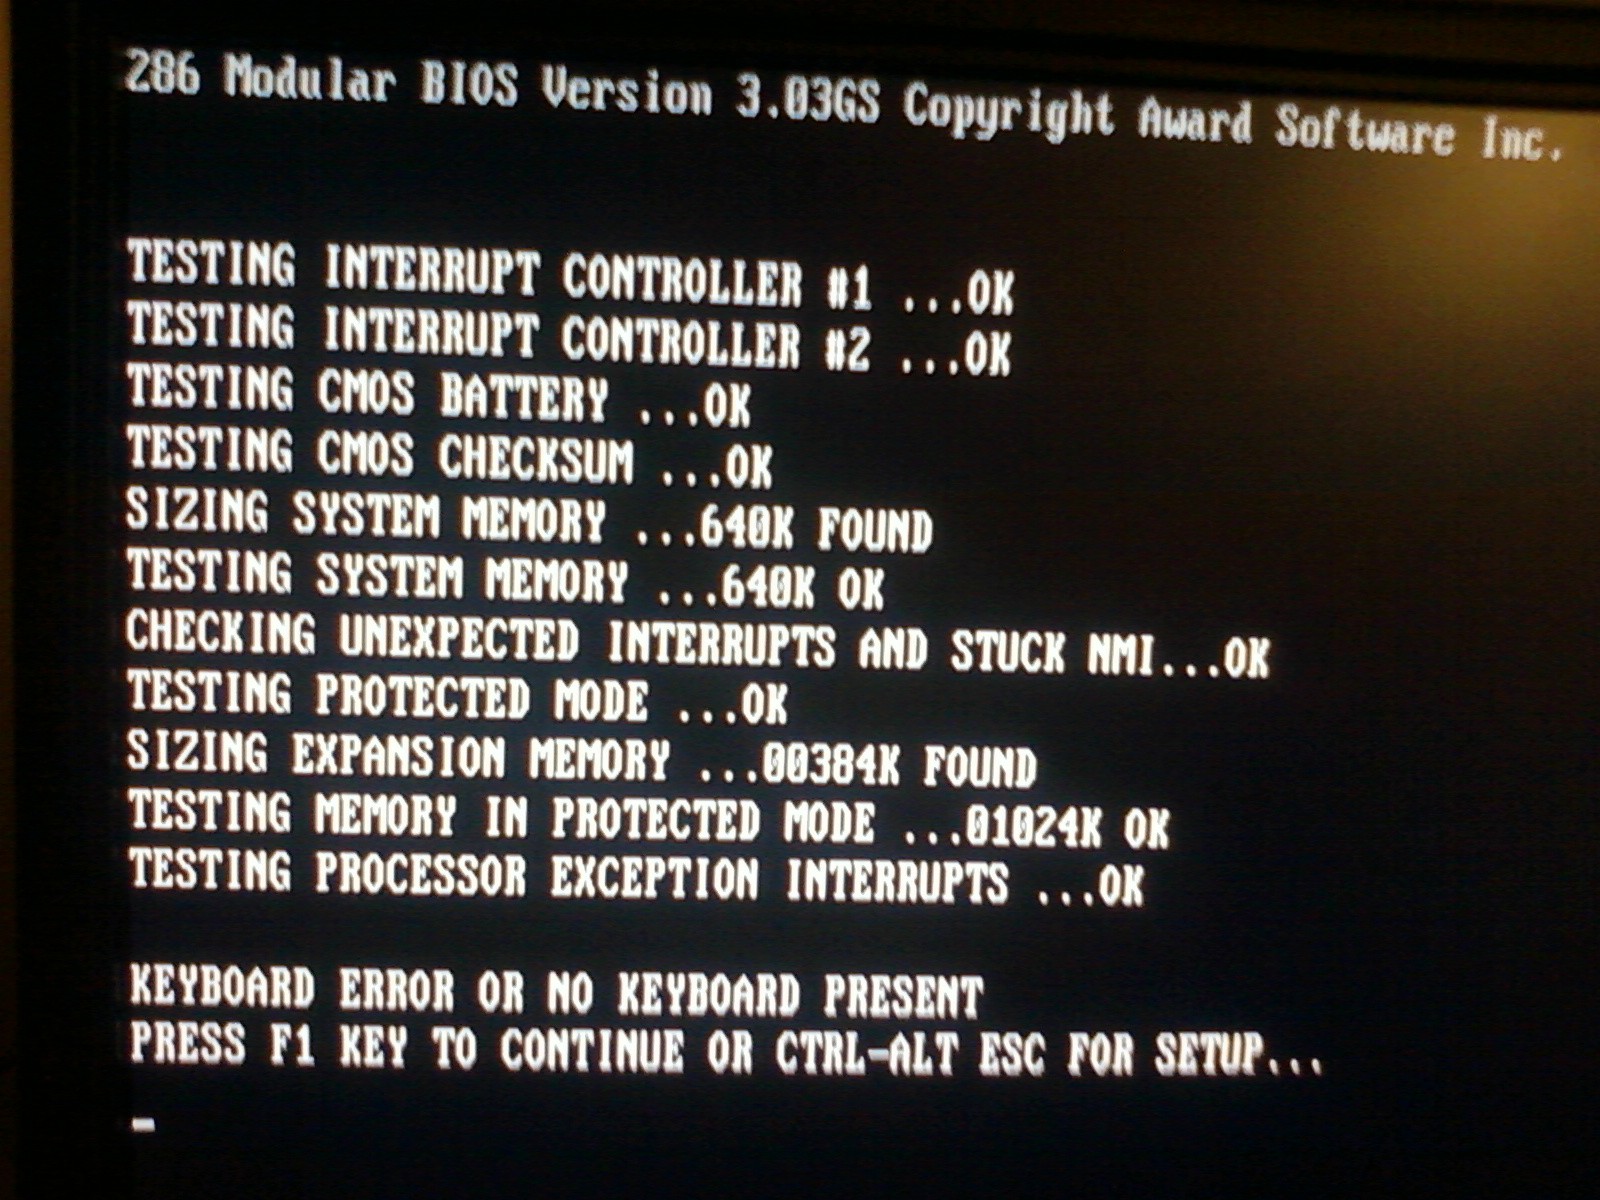 286 Modular BIOS Version 3.03GS Copyright Award Software Inc.
TESTING INTERRUPT CONTROLLER #1 ...OK
TESTING INTERRUPT CONTROLLER #2 ...OK
TESTING CMOS BATTERY ...OK
TESTING CMOS CHECKSUM ...OK
SIZING SYSTEM MEMORY ...640K FOUND
TESTING SYSTEM MEMORY ...640K OK
CHECKING UNEXPECTED INTERRUPTS AND STUCK NMI...OK
TESTING PROTECTED MODE ...OK
SIZING EXPANSION MEMORY ...00384K FOUND
TESTING MEMORY IN PROTECTED MODE ...01024K OK
TESTING PROCESSOR EXCEPTION INTERRUPTS ...OK
KEYBOARD ERROR OR NO KEYBOARD PRESENT
PRESS F1 KEY TO CONTINUE OR CTRL-ALT ESC FOR SETUP...